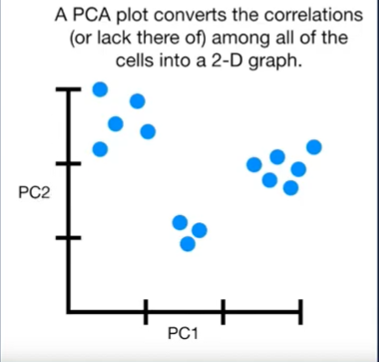 A PCA plot converts the correlations
(or lack there of) among all of the
cells into a 2-D graph.
PC2
PC1